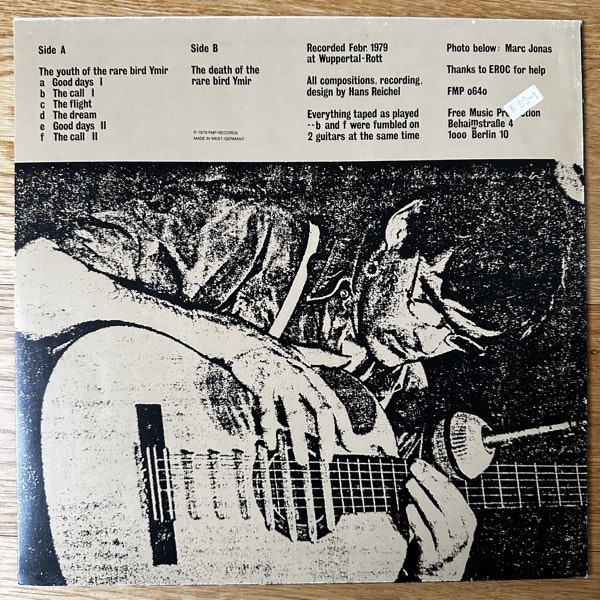 Side A
The youth of the rare bird Ymir
a Good days I
b The call I
c The flight
d The dream
e Good days II
f The call II
Side B
The death of the
rare bird Ymir
℗ 1979 FMP RECORDS
MADE IN WEST-GERMANY
Recorded Febr. 1979
at Wuppertal-Rott
All compositions, recording,
design by Hans Reichel
Everything taped as played
--b and f were fumbled on
2 guitars at the same time
Photo below: Marc Jonas
Thanks to EROC for help
FMP 0640
Free Music
Behaimstraße 4
1000 Berlin 10